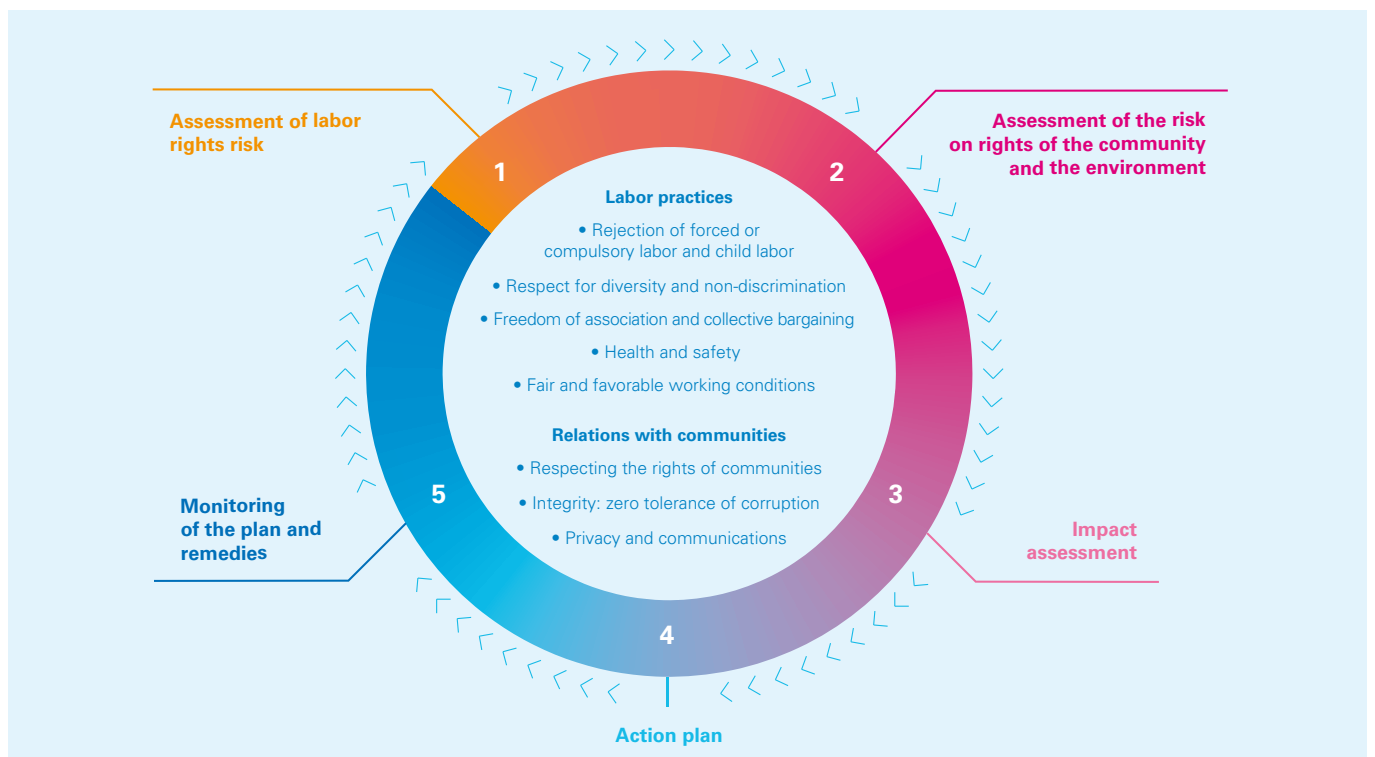 Assessment of labor
rights risk
Assessment of the risk
on rights of the community
and the environment
1
2
Labor practices
• Rejection of forced or
compulsory labor and child labor
• Respect for diversity and non-discrimination
• Freedom of association and collective bargaining
• Health and safety
• Fair and favorable working conditions
Relations with communities
• Respecting the rights of communities
• Integrity: zero tolerance of corruption
• Privacy and communications
5
3
Monitoring
of the plan and
remedies
Impact
assessment
4
Action plan